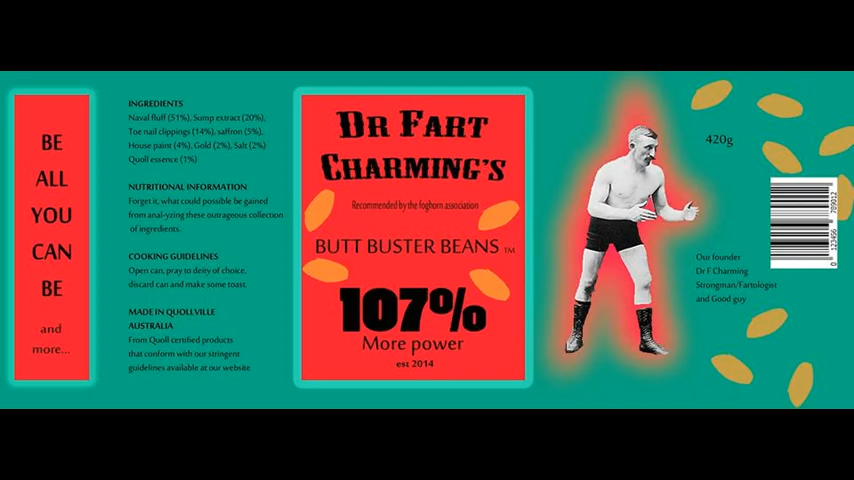 BE
ALL
YOU
CAN
BE
and
more...
INGREDIENTS
Naval fluff (51%), Sump extract (20%),
Toe nail clippings (14%), saffron (5%),
House paint (4%), Gold (2%), Salt (2%)
Quoll essence (1%)
NUTRITIONAL INFORMATION
Forget it, what could possible be gained
from anal-yzing these outrageous collection
of ingredients.
COOKING GUIDELINES
Open can, pray to deity of choice,
discard can and make some toast.
MADE IN QUOLLVILLE
AUSTRALIA
From Quoll certified products
that conform with our stringent
guidelines available at our website
DR FART
CHARMING'S
Recommended by the foghorn association
BUTT BUSTER BEANS TM
107%
More power
est 2014
420g
Our founder
Dr F Charming
Strongman/Fartologist
and Good guy
0 123456 789012